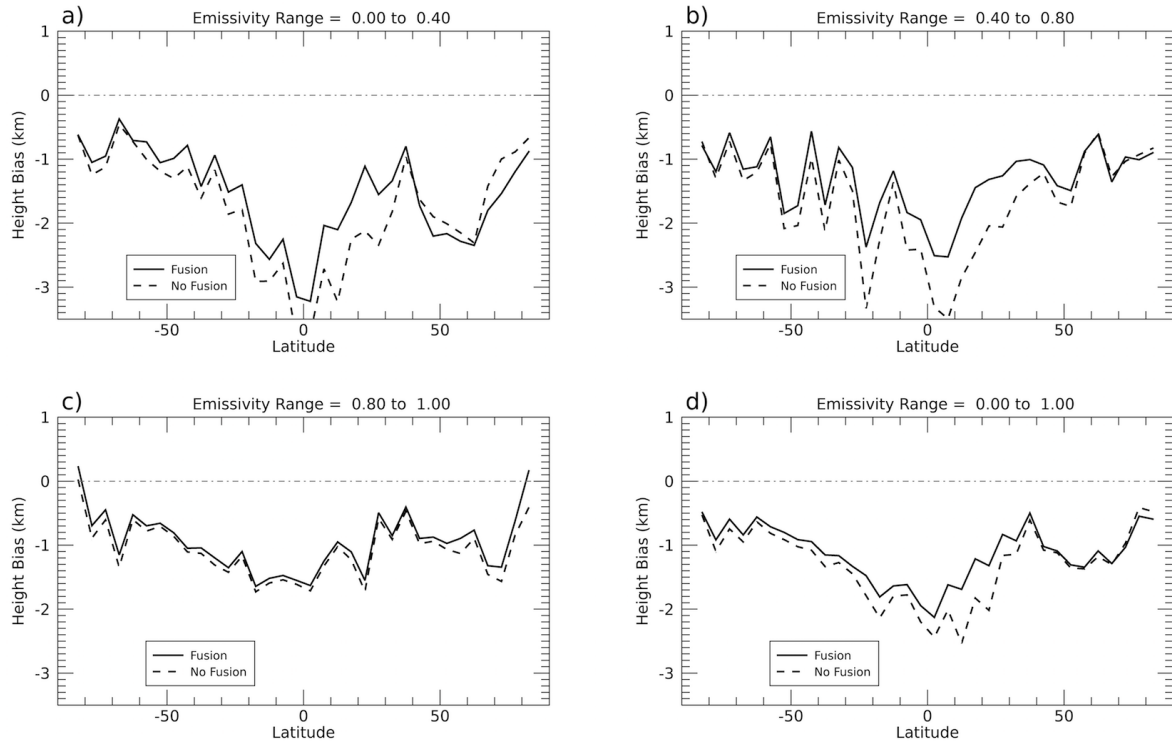 a)
Emissivity Range = 0.00 to 0.40
1
0
-1
-2
-3
Height Bias (km)
Fusion
No Fusion
-50 0 50
Latitude
b)
Emissivity Range = 0.40 to 0.80
1
0
-1
-2
-3
Height Bias (km)
Fusion
No Fusion
-50 0 50
Latitude
c)
Emissivity Range = 0.80 to 1.00
1
0
-1
-2
-3
Height Bias (km)
Fusion
No Fusion
-50 0 50
Latitude
d)
Emissivity Range = 0.00 to 1.00
1
0
-1
-2
-3
Height Bias (km)
Fusion
No Fusion
-50 0 50
Latitude